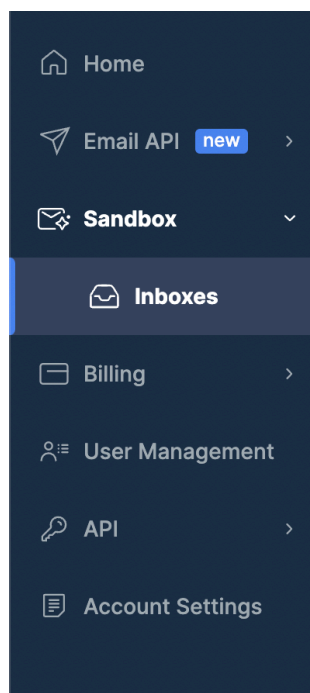 Home
Email API new
Sandbox
Inboxes
Billing
User Management
API
Account Settings